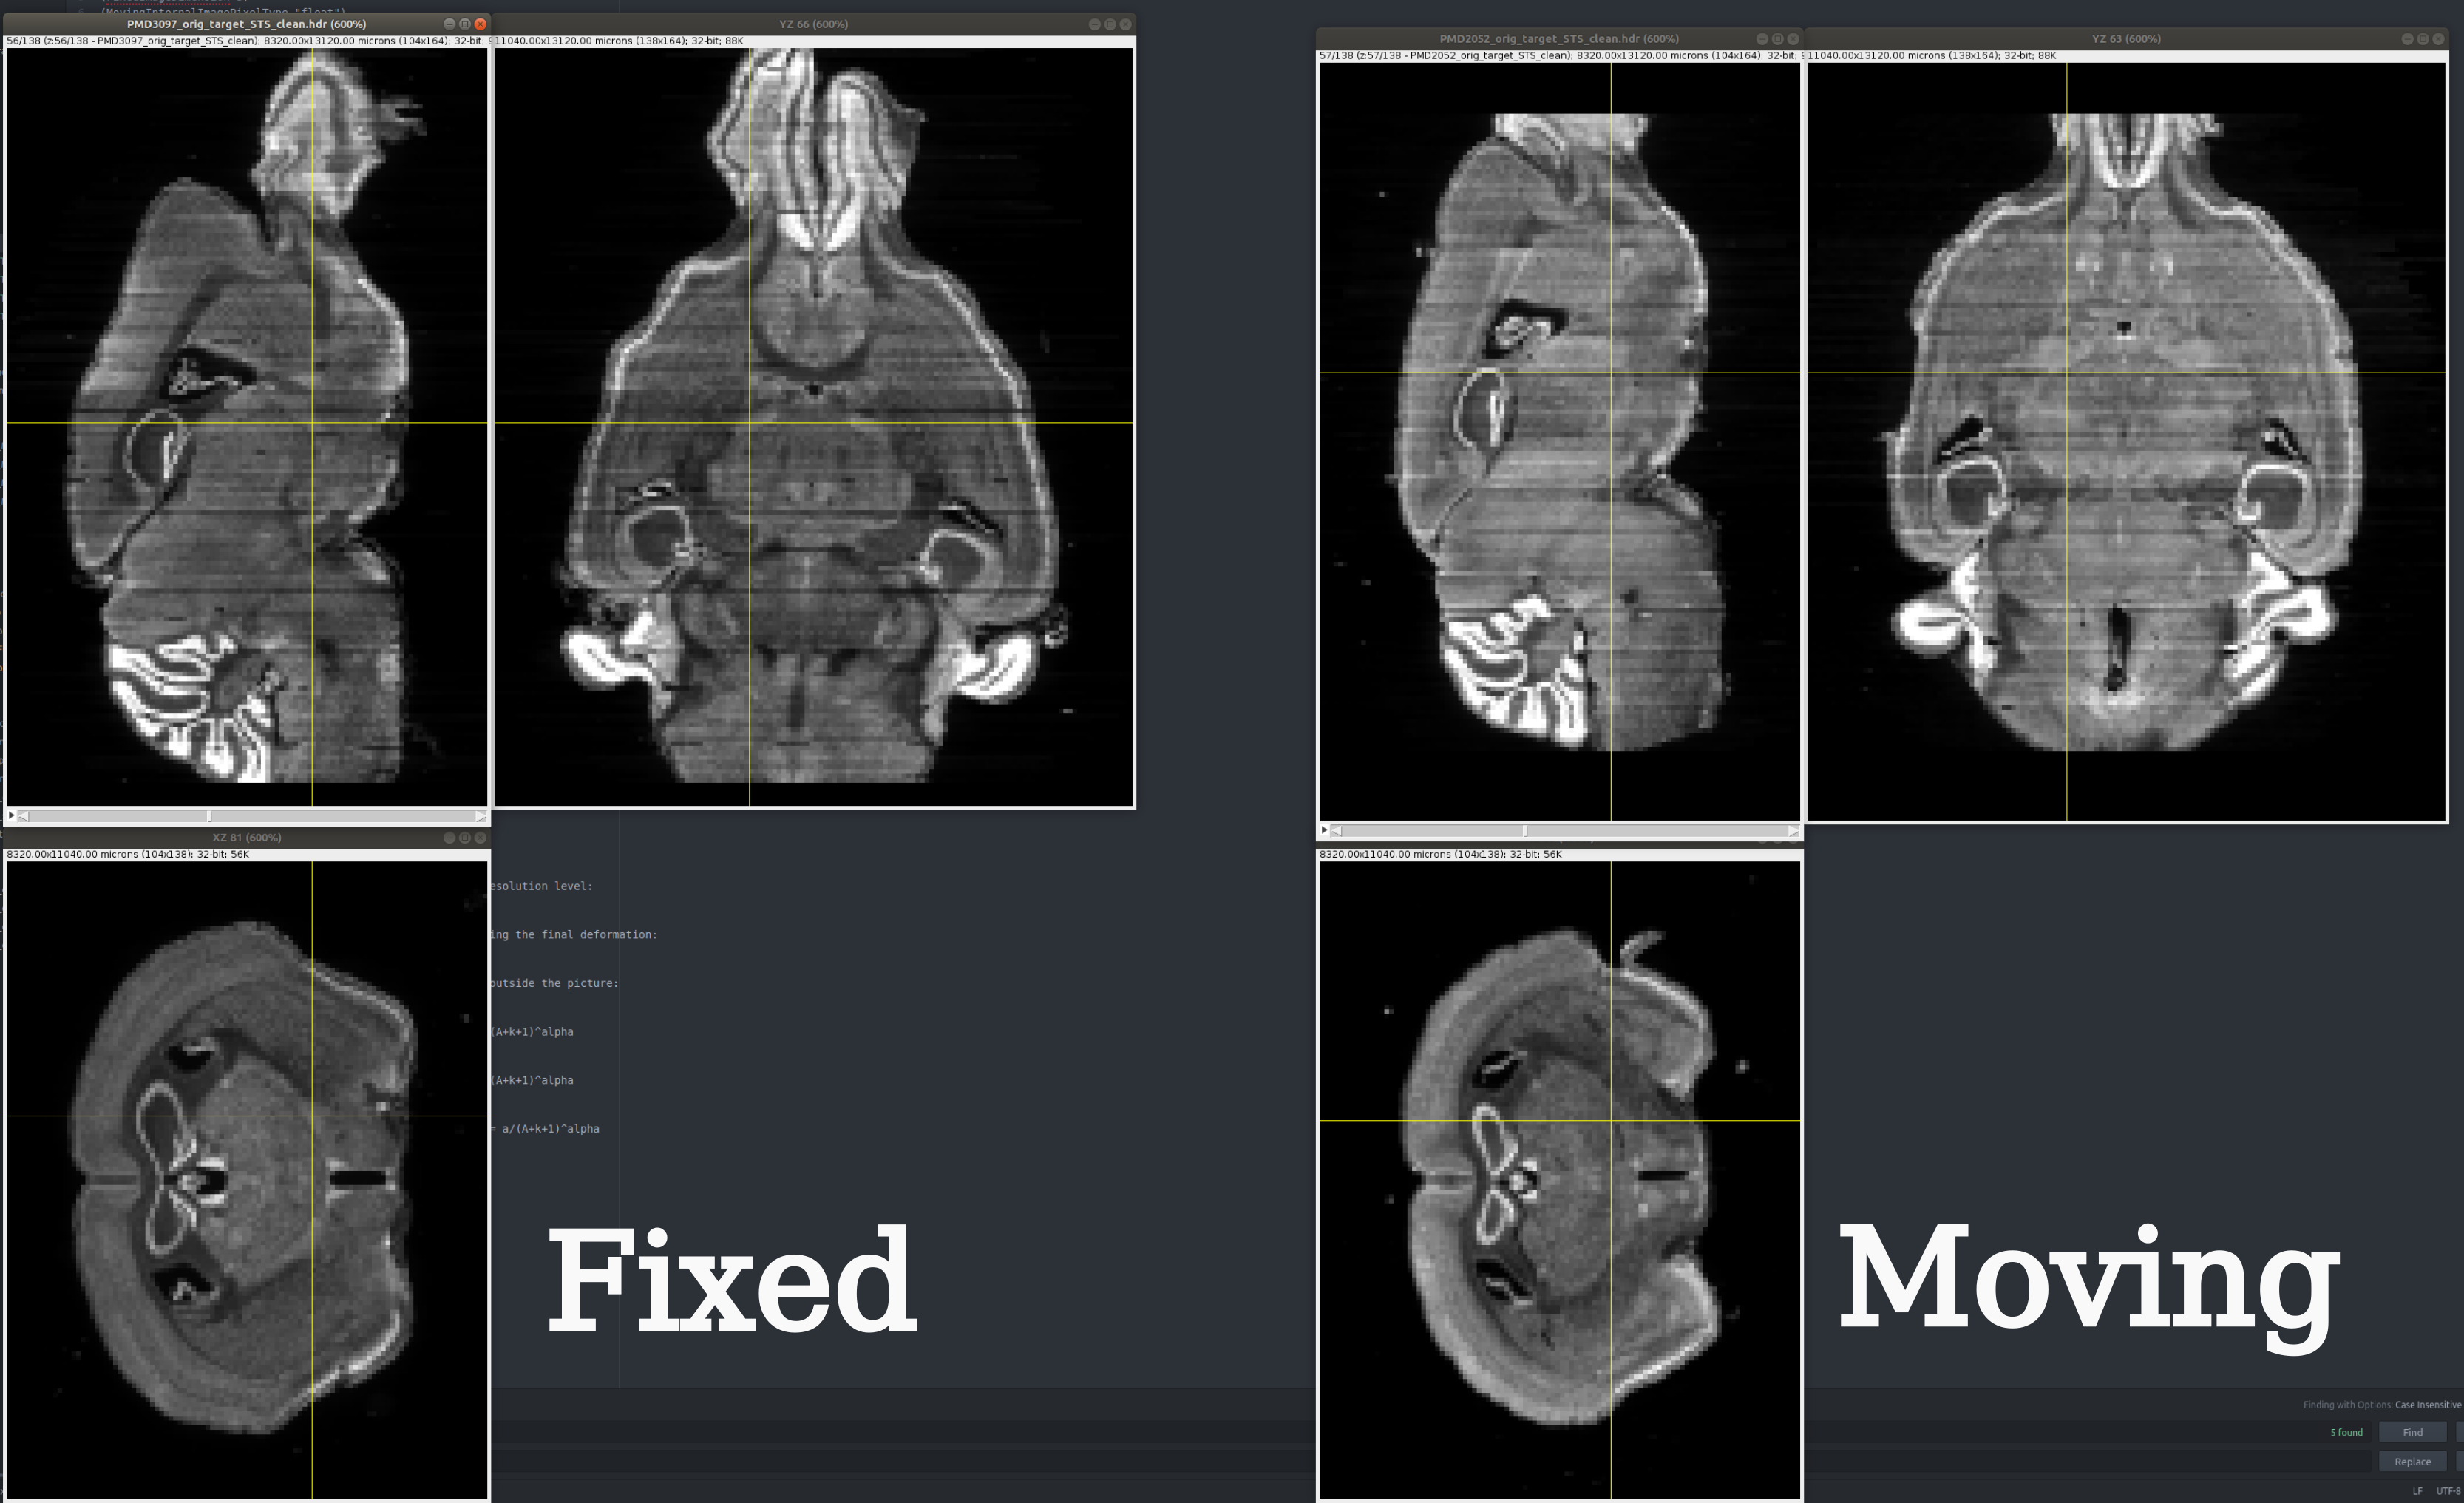 (MovingInternalImagePixelType "float")
PMD3097_orig_target_STS_clean.hdr (600%)
56/138 (z:56/138 - PMD3097_orig_target_STS_clean); 8320.00x13120.00 microns (104x164); 32-bit;
YZ 66 (600%)
11040.00x13120.00 microns (138x164); 32-bit; 88K
PMD2052_orig_target_STS_clean.hdr (600%)
57/138 (z:57/138 - PMD2052_orig_target_STS_clean); 8320.00x13120.00 microns (104x164); 32-bit;
YZ 63 (600%)
11040.00x13120.00 microns (138x164); 32-bit; 88K
XZ 81 (600%)
8320.00x11040.00 microns (104x138); 32-bit; 56K
8320.00x11040.00 microns (104x138); 32-bit; 56K
esolution level:
ing the final deformation:
outside the picture:
(A+k+1)^alpha
(A+k+1)^alpha
= a/(A+k+1)^alpha
Fixed
Moving
Finding with Options: Case Insensitive
5 found
Find
Replace
LF UTF-8